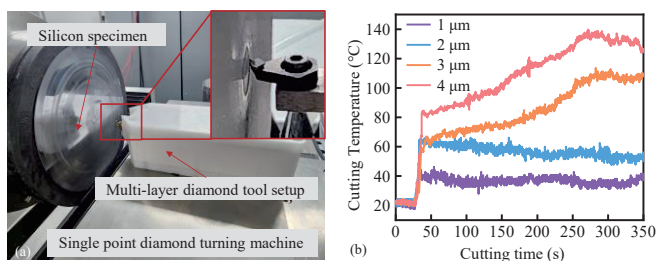 Silicon specimen
Multi-layer diamond tool setup
Single point diamond turning machine
(a)
Cutting Temperature (°C)
140
120
100
80
60
40
20
1 μm
2 μm
3 μm
4 μm
0 50 100 150 200 250 300 350
Cutting time (s)
(b)